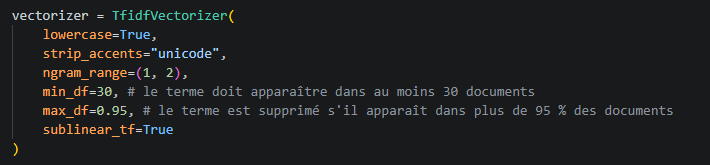 vectorizer = TfidfVectorizer(
    lowercase=True,
    strip_accents="unicode",
    ngram_range=(1, 2),
    min_df=30, # le terme doit apparaître dans au moins 30 documents
    max_df=0.95, # le terme est supprimé s'il apparaît dans plus de 95 % des documents
    sublinear_tf=True
)